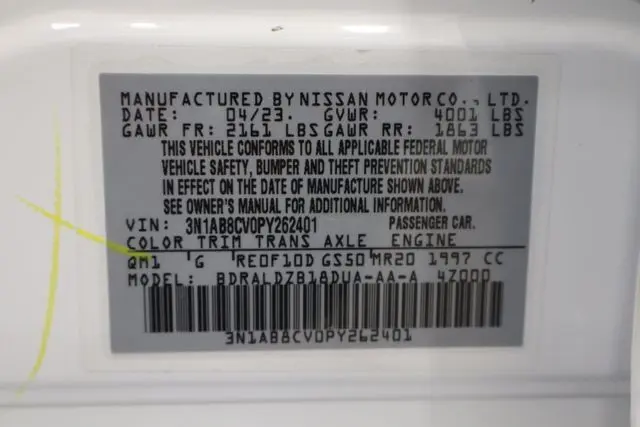 MANUFACTURED BY NISSAN MOTOR CO., LTD.
DATE: 04/23. GVWR: 4001 LBS
GAWR FR: 2161 LBS GAWR RR: 1863 LBS
THIS VEHICLE CONFORMS TO ALL APPLICABLE FEDERAL MOTOR
VEHICLE SAFETY, BUMPER AND THEFT PREVENTION STANDARDS
IN EFFECT ON THE DATE OF MANUFACTURE SHOWN ABOVE.
SEE OWNER'S MANUAL FOR ADDITIONAL INFORMATION.
VIN: 3N1AB8CV0PY262401 PASSENGER CAR.
COLOR TRIM TRANS AXLE ENGINE
QM1 G RE0F10D GS50 MR20 1997 CC
MODEL: BDRALDZB18DUA-AA-A 4Z000
3N1AB8CV0PY262401